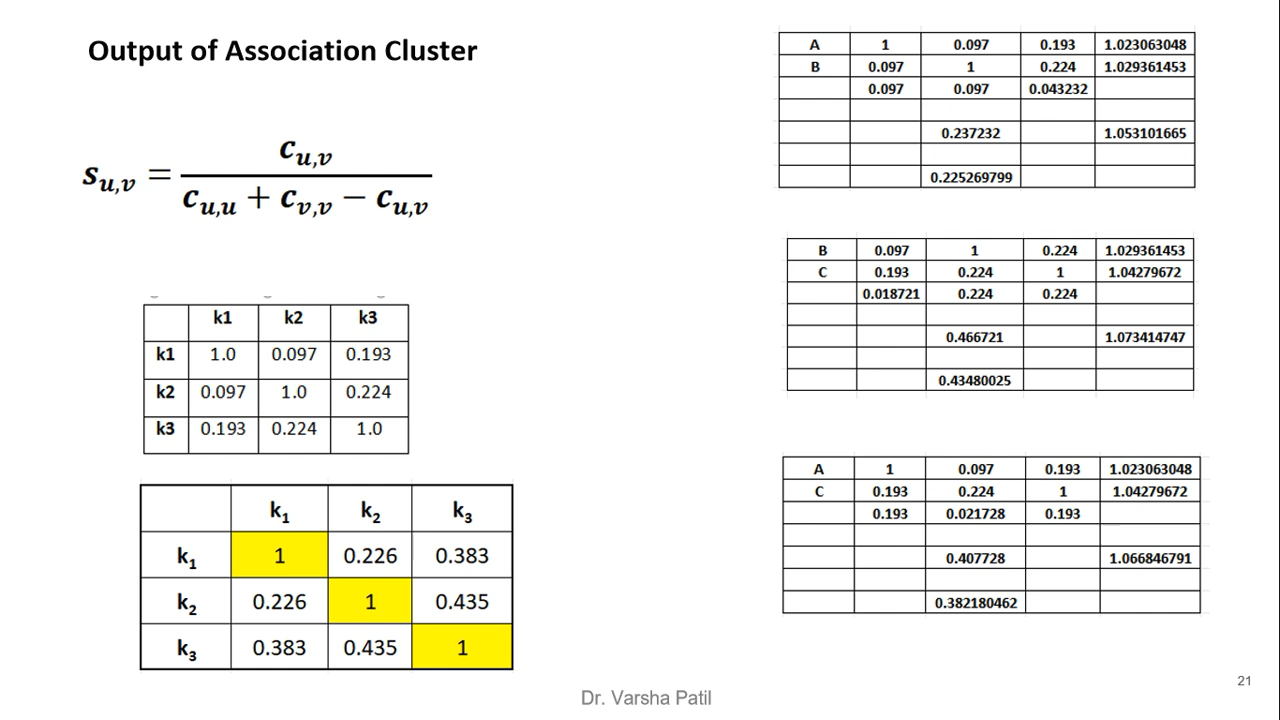 Output of Association Cluster
s_{u,v} = c_{u,v} / (c_{u,u} + c_{v,v} − c_{u,v})
k1 k2 k3
k1 1.0 0.097 0.193
k2 0.097 1.0 0.224
k3 0.193 0.224 1.0
k₁ k₂ k₃
k₁ 1 0.226 0.383
k₂ 0.226 1 0.435
k₃ 0.383 0.435 1
A 1 0.097 0.193 1.023063048
B 0.097 1 0.224 1.029361453
0.097 0.097 0.043232
0.237232 1.053101665
0.225269799
B 0.097 1 0.224 1.029361453
C 0.193 0.224 1 1.04279672
0.018721 0.224 0.224
0.466721 1.073414747
0.43480025
A 1 0.097 0.193 1.023063048
C 0.193 0.224 1 1.04279672
0.193 0.021728 0.193
0.407728 1.066846791
0.382180462
Dr. Varsha Patil
21